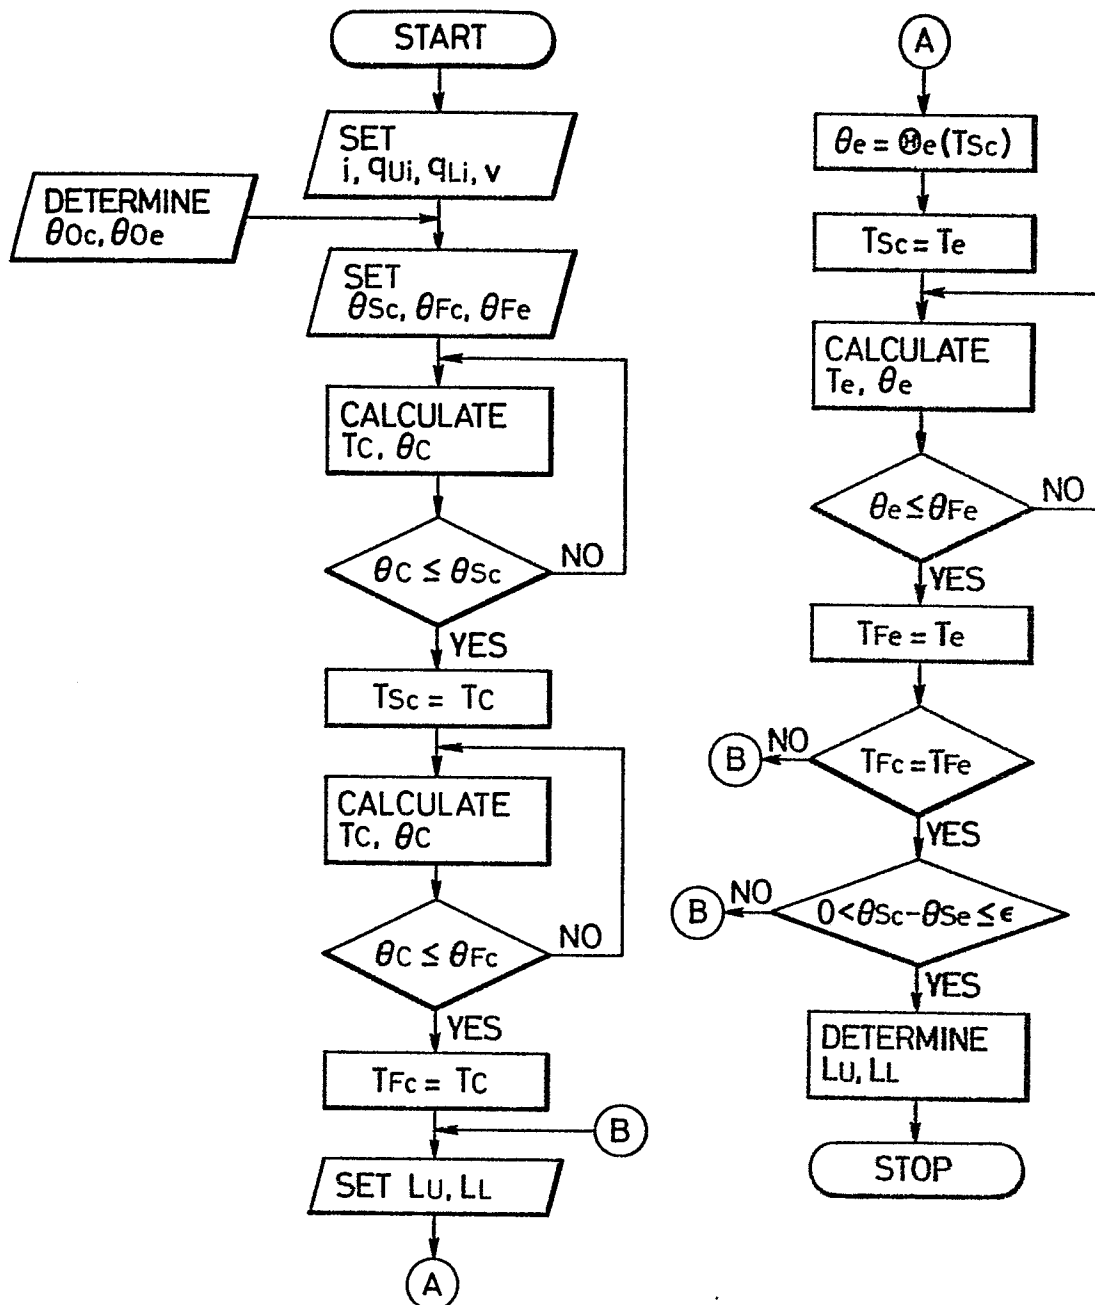 START
SET
i, qUi, qLi, v
DETERMINE
θOc, θOe
SET
θSc, θFc, θFe
CALCULATE
TC, θC
θC ≤ θSc
NO
YES
TSc = TC
CALCULATE
TC, θC
θC ≤ θFc
NO
YES
TFc = TC
B
SET LU, LL
A
A
θe = Θe(TSc)
TSc = Te
CALCULATE
Te, θe
θe ≤ θFe
NO
YES
TFe = Te
TFc = TFe
NO
B
YES
0 < θSc – θSe ≤ ϵ
NO
B
YES
DETERMINE
LU, LL
STOP